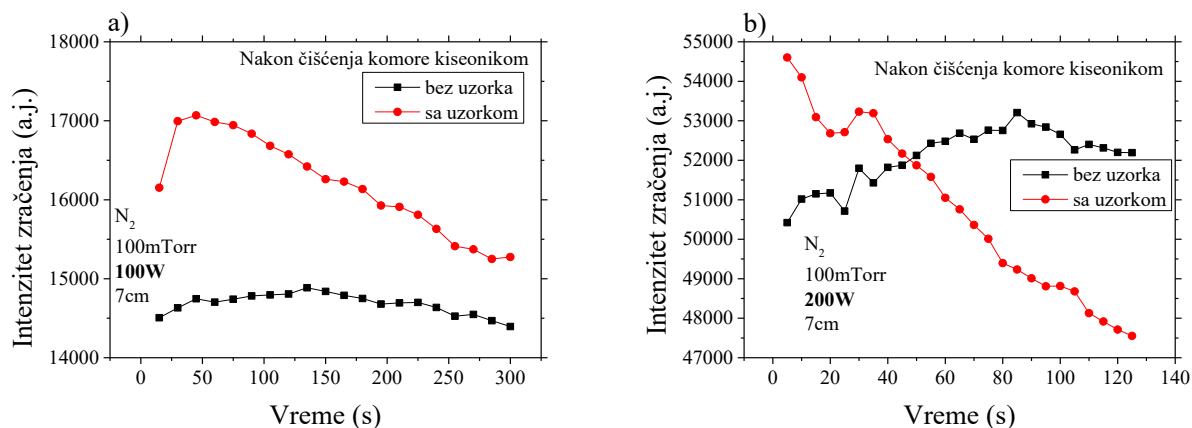 a)
Nakon čišćenja komore kiseonikom
bez uzorka
sa uzorkom
N2
100mTorr
100W
7cm
18000
17000
16000
15000
14000
Intenzitet zračenja (a.j.)
0 50 100 150 200 250 300
Vreme (s)
b)
Nakon čišćenja komore kiseonikom
bez uzorka
sa uzorkom
N2
100mTorr
200W
7cm
55000
54000
53000
52000
51000
50000
49000
48000
47000
Intenzitet zračenja (a.j.)
0 20 40 60 80 100 120 140
Vreme (s)